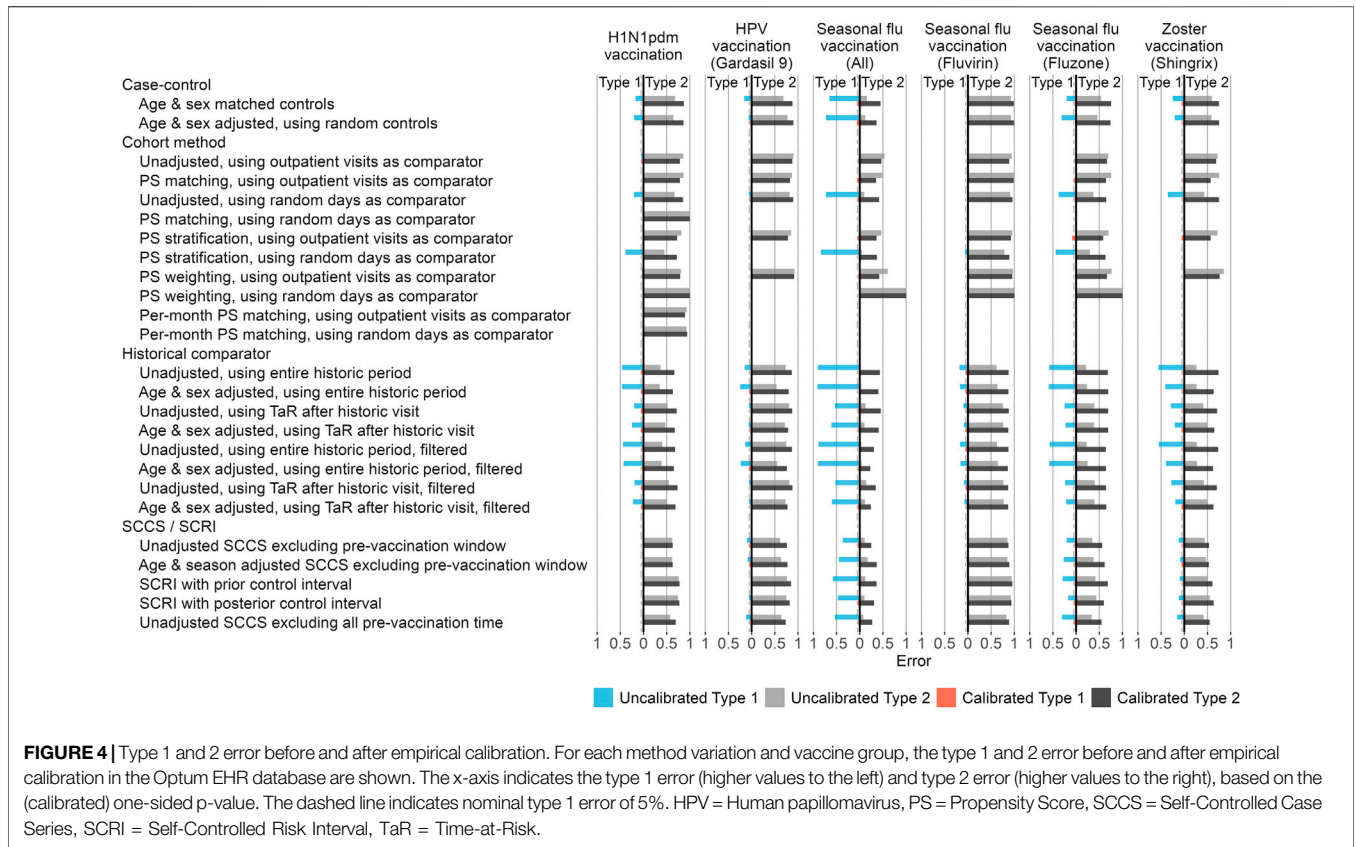 H1N1pdm
vaccination
HPV
vaccination
(Gardasil 9)
Seasonal flu
vaccination
(All)
Seasonal flu
vaccination
(Fluvirin)
Seasonal flu
vaccination
(Fluzone)
Zoster
vaccination
(Shingrix)
Type 1 Type 2 Type 1 Type 2 Type 1 Type 2 Type 1 Type 2 Type 1 Type 2 Type 1 Type 2
Case-control
Age & sex matched controls
Age & sex adjusted, using random controls
Cohort method
Unadjusted, using outpatient visits as comparator
PS matching, using outpatient visits as comparator
Unadjusted, using random days as comparator
PS matching, using random days as comparator
PS stratification, using outpatient visits as comparator
PS stratification, using random days as comparator
PS weighting, using outpatient visits as comparator
PS weighting, using random days as comparator
Per-month PS matching, using outpatient visits as comparator
Per-month PS matching, using random days as comparator
Historical comparator
Unadjusted, using entire historic period
Age & sex adjusted, using entire historic period
Unadjusted, using TaR after historic visit
Age & sex adjusted, using TaR after historic visit
Unadjusted, using entire historic period, filtered
Age & sex adjusted, using entire historic period, filtered
Unadjusted, using TaR after historic visit, filtered
Age & sex adjusted, using TaR after historic visit, filtered
SCCS / SCRI
Unadjusted SCCS excluding pre-vaccination window
Age & season adjusted SCCS excluding pre-vaccination window
SCRI with prior control interval
SCRI with posterior control interval
Unadjusted SCCS excluding all pre-vaccination time
1 0.5 0 0.5 1 1 0.5 0 0.5 1 1 0.5 0 0.5 1 1 0.5 0 0.5 1 1 0.5 0 0.5 1 1 0.5 0 0.5 1
Error
Uncalibrated Type 1 Uncalibrated Type 2 Calibrated Type 1 Calibrated Type 2
FIGURE 4 | Type 1 and 2 error before and after empirical calibration. For each method variation and vaccine group, the type 1 and 2 error before and after empirical
calibration in the Optum EHR database are shown. The x-axis indicates the type 1 error (higher values to the left) and type 2 error (higher values to the right), based on the
(calibrated) one-sided p-value. The dashed line indicates nominal type 1 error of 5%. HPV = Human papillomavirus, PS = Propensity Score, SCCS = Self-Controlled Case
Series, SCRI = Self-Controlled Risk Interval, TaR = Time-at-Risk.